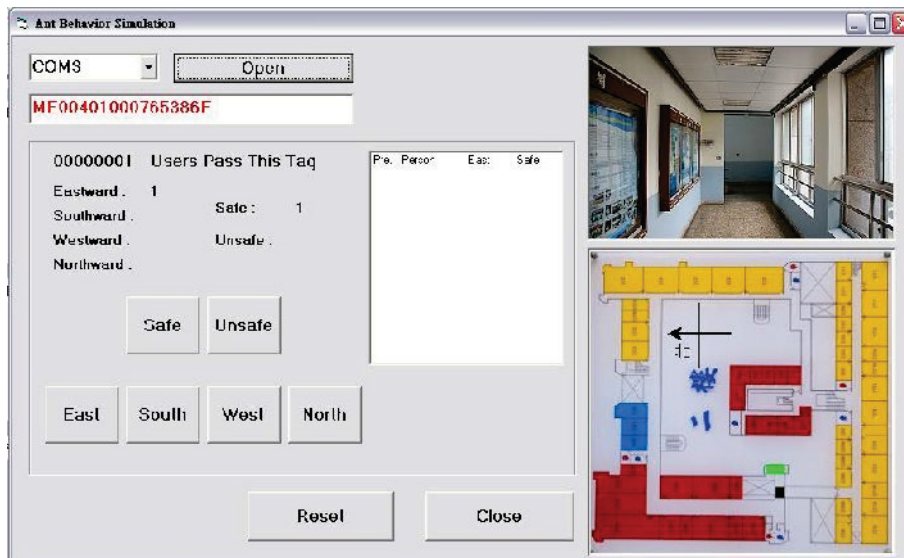 Ant Behavior Simulation
COM3 Open
MF00401000765386F
00000001 Users Pass This Tag
Eastward : 1
Southward :
Westward :
Northward :
Safe : 1
Unsafe :
Pre. Person East Safe
Safe Unsafe
East South West North
Reset Close
北